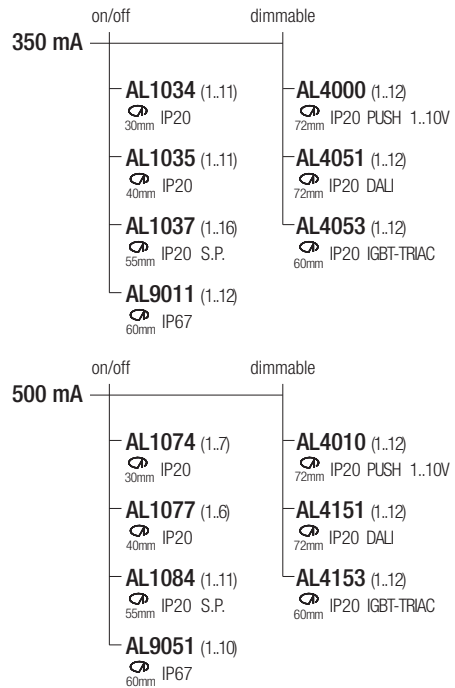 on/off dimmable
350 mA
AL1034 (1..11) AL4000 (1..12)
30mm IP20 72mm IP20 PUSH 1..10V
AL1035 (1..11) AL4051 (1..12)
40mm IP20 72mm IP20 DALI
AL1037 (1..16) AL4053 (1..12)
55mm IP20 S.P. 60mm IP20 IGBT-TRIAC
AL9011 (1..12)
60mm IP67
on/off dimmable
500 mA
AL1074 (1..7) AL4010 (1..12)
30mm IP20 72mm IP20 PUSH 1..10V
AL1077 (1..6) AL4151 (1..12)
40mm IP20 72mm IP20 DALI
AL1084 (1..11) AL4153 (1..12)
55mm IP20 S.P. 60mm IP20 IGBT-TRIAC
AL9051 (1..10)
60mm IP67